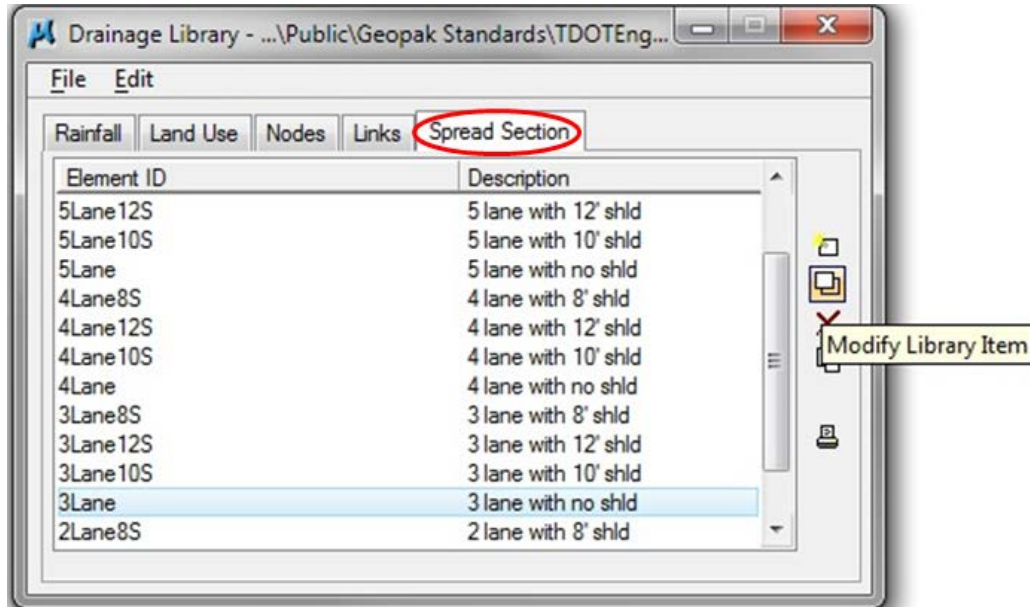 Drainage Library - ...\Public\Geopak Standards\TDOTEng...
File Edit
Rainfall Land Use Nodes Links Spread Section
Element ID Description
5Lane12S 5 lane with 12' shld
5Lane10S 5 lane with 10' shld
5Lane 5 lane with no shld
4Lane8S 4 lane with 8' shld
4Lane12S 4 lane with 12' shld
4Lane10S 4 lane with 10' shld
4Lane 4 lane with no shld
3Lane8S 3 lane with 8' shld
3Lane12S 3 lane with 12' shld
3Lane10S 3 lane with 10' shld
3Lane 3 lane with no shld
2Lane8S 2 lane with 8' shld
Modify Library Item